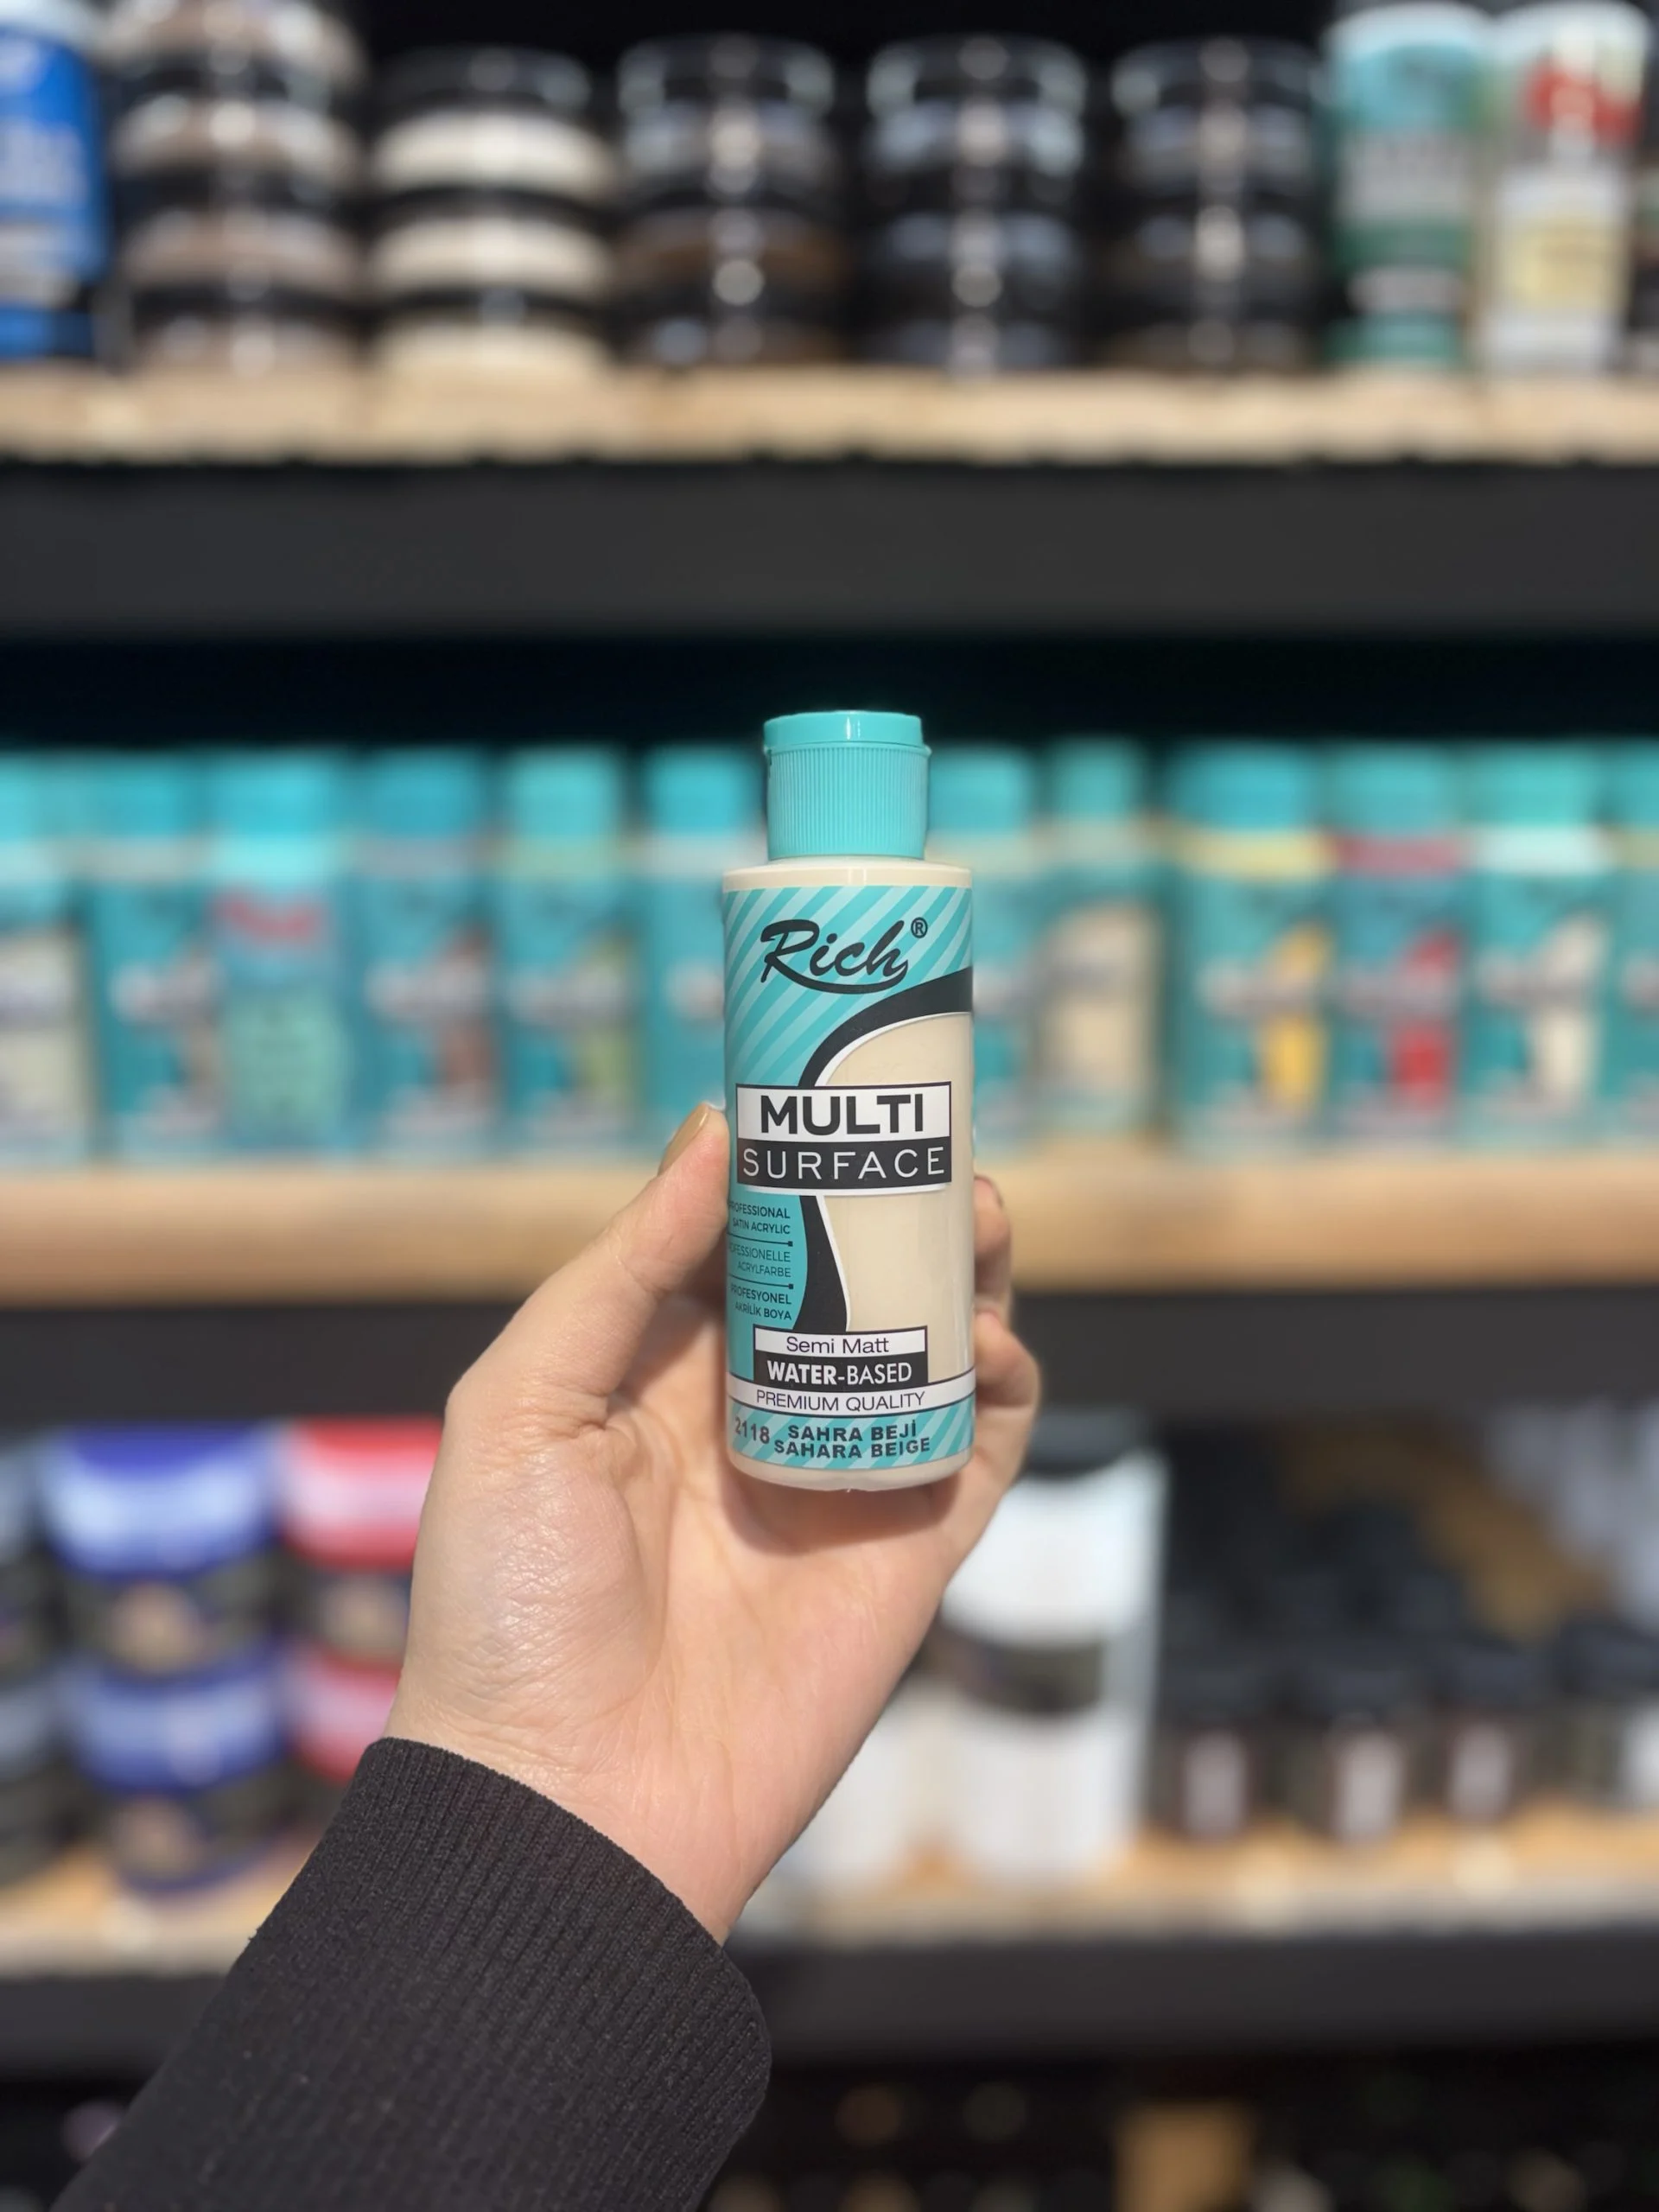 Rich®
MULTI
SURFACE
PROFESSIONAL
SATIN ACRYLIC
PROFESSIONELLE
ACRYLFARBE
PROFESYONEL
AKRİLİK BOYA
Semi Matt
WATER-BASED
PREMIUM QUALITY
2118 SAHRA BEJİ
SAHARA BEIGE